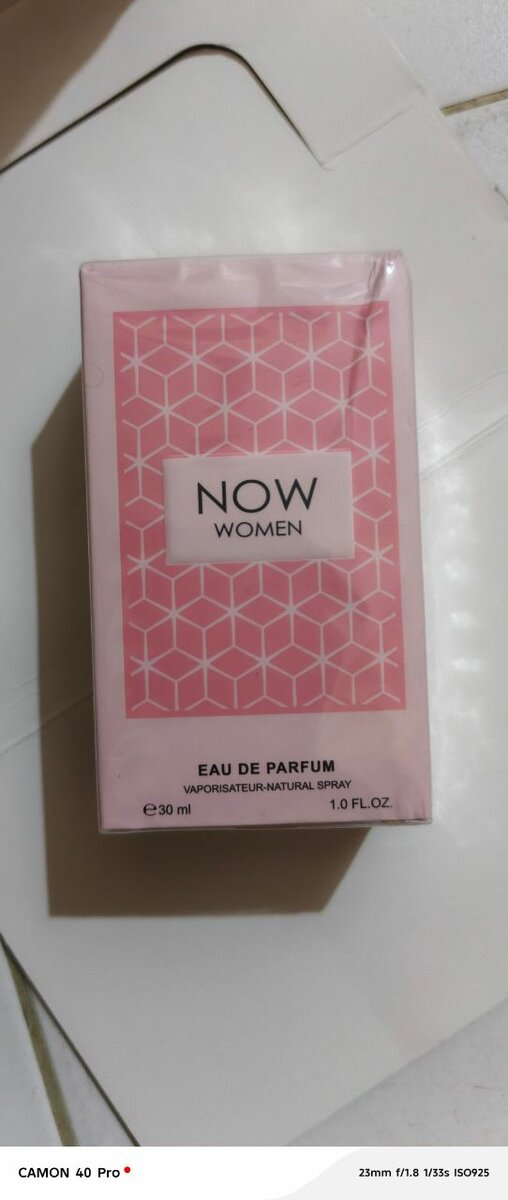 NOW
WOMEN
EAU DE PARFUM
VAPORISATEUR-NATURAL SPRAY
℮30 ml 1.0 FL.OZ.
CAMON 40 Pro 23mm f/1.8 1/33s ISO925